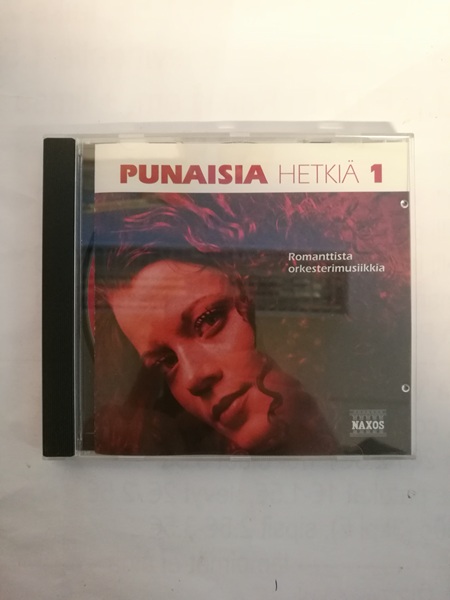 PUNAISIA HETKIÄ 1
Romanttista
orkesterimusiikkia
NAXOS